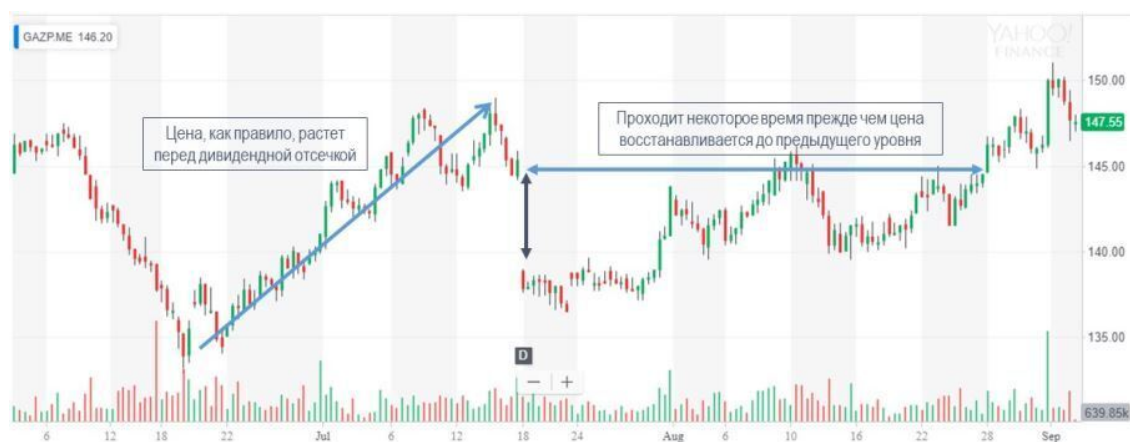 GAZP.ME 146.20
YAHOO!
FINANCE
Цена, как правило, растет
перед дивидендной отсечкой
Проходит некоторое время прежде чем цена
восстанавливается до предыдущего уровня
150.00
147.55
145.00
140.00
135.00
639.85k
D
− +
6 12 18 22 Jul 6 12 18 24 Aug 6 10 16 22 28 Sep